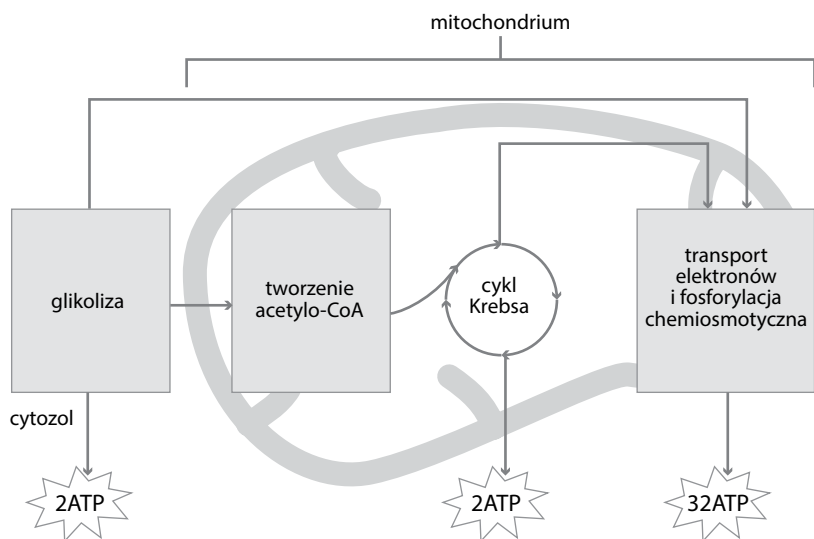 mitochondrium
glikoliza
tworzenie
acetylo-CoA
cykl
Krebsa
transport
elektronów
i fosforylacja
chemiosmotyczna
cytozol
2ATP
2ATP
32ATP